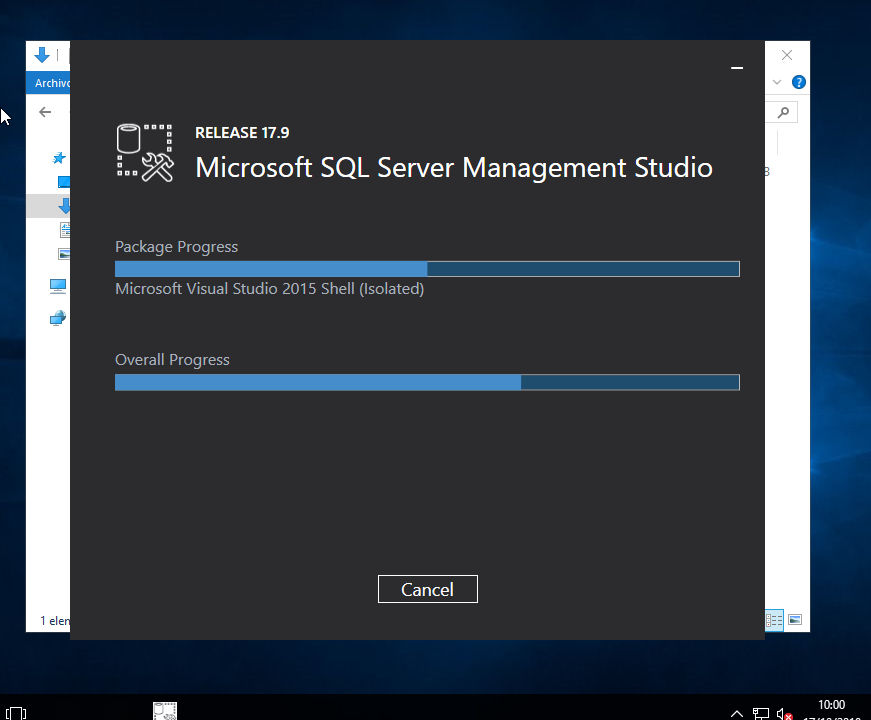 Archivo
RELEASE 17.9
Microsoft SQL Server Management Studio
Package Progress
Microsoft Visual Studio 2015 Shell (Isolated)
Overall Progress
Cancel
1 elem
10:00